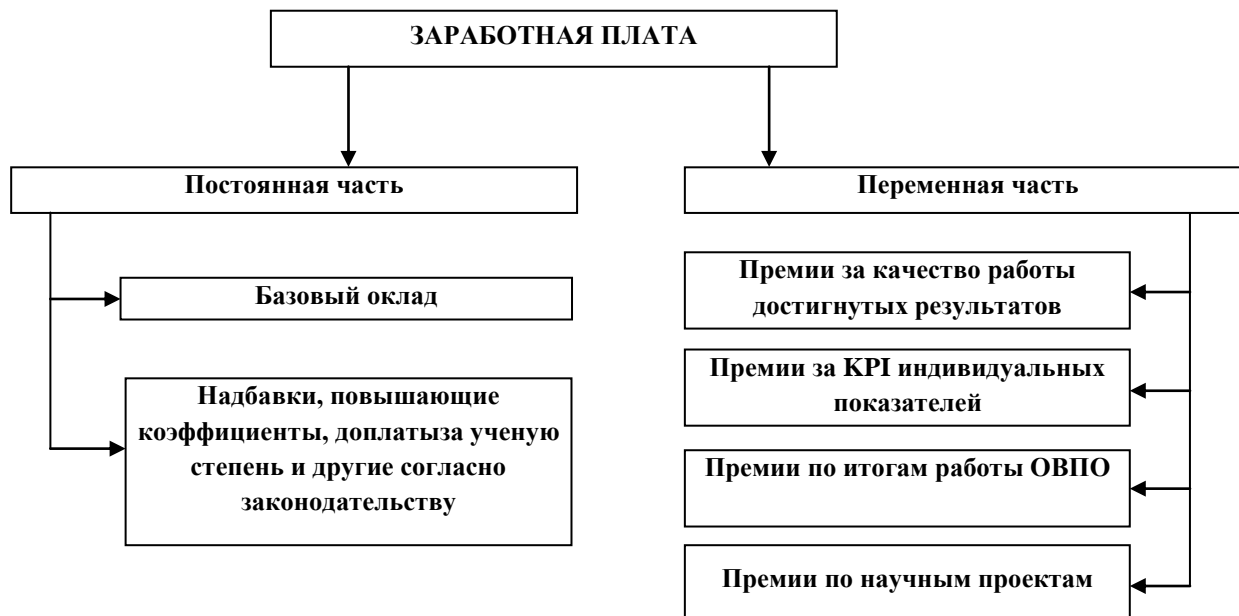 ЗАРАБОТНАЯ ПЛАТА
Постоянная часть
Базовый оклад
Надбавки, повышающие
коэффициенты, доплатыза ученую
степень и другие согласно
законодательству
Переменная часть
Премии за качество работы
достигнутых результатов
Премии за KPI индивидуальных
показателей
Премии по итогам работы ОВПО
Премии по научным проектам